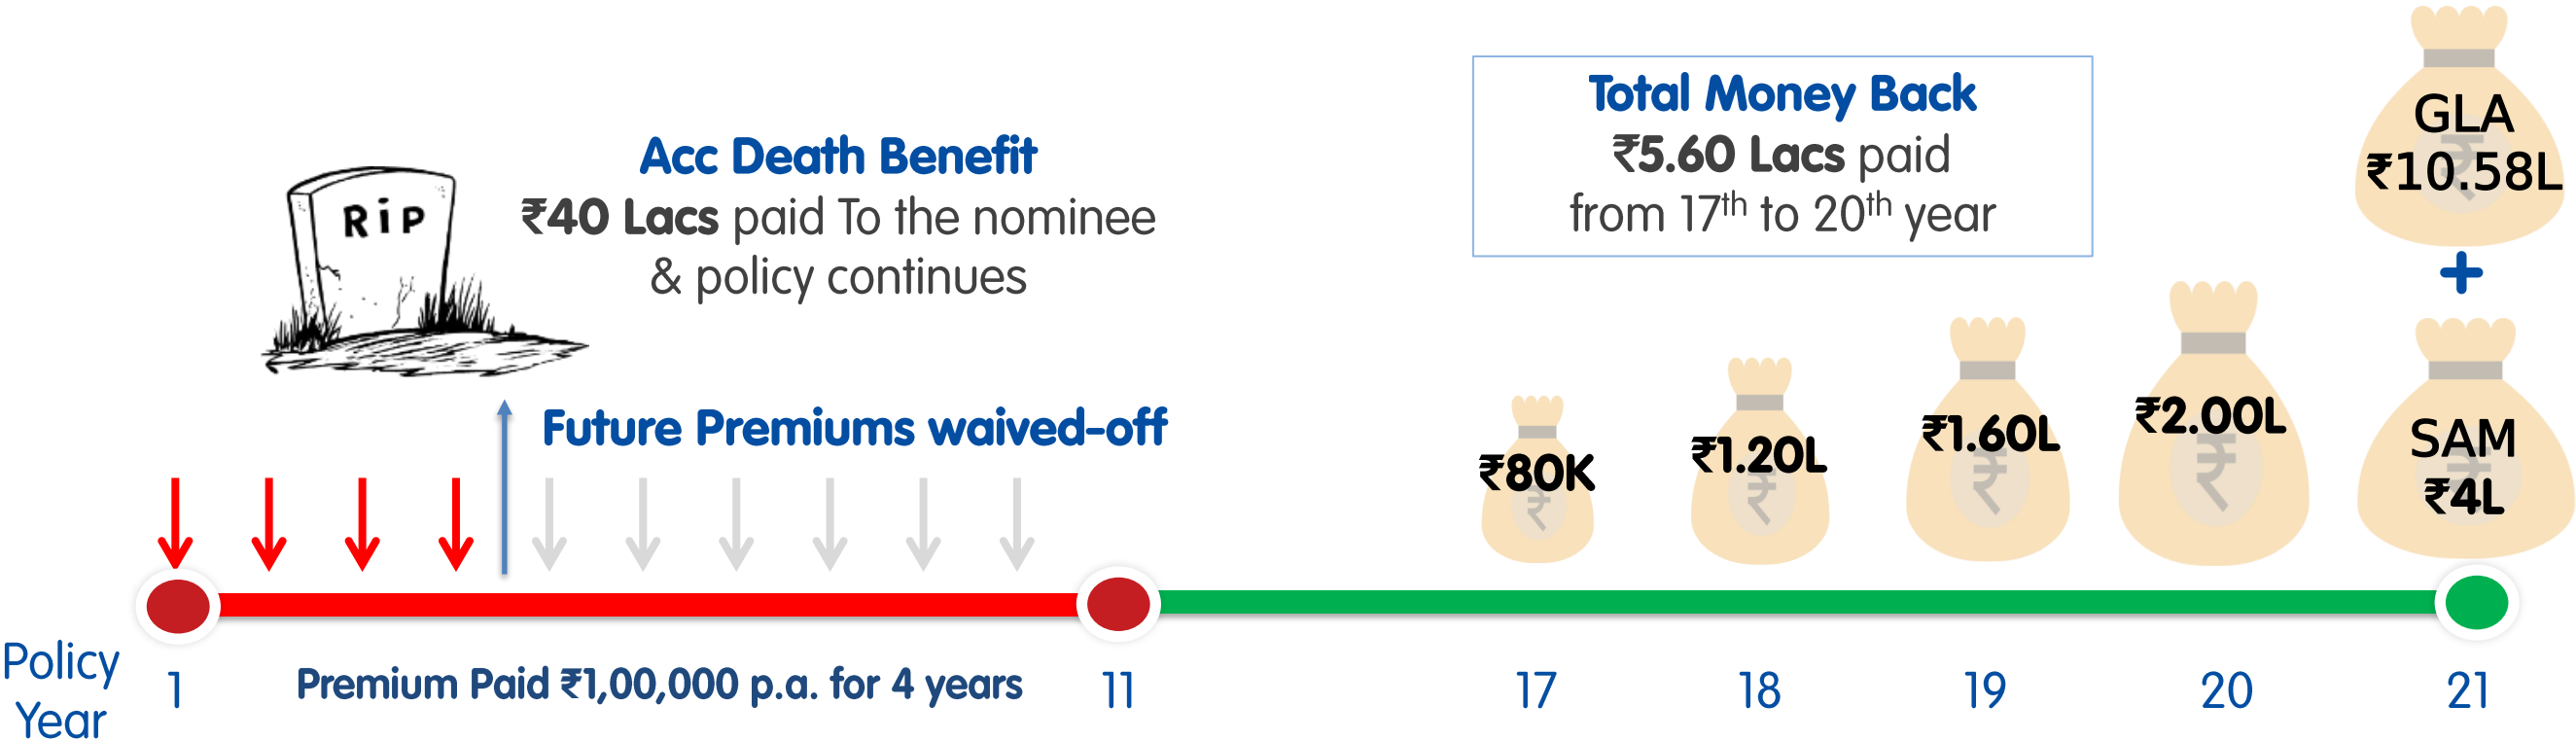 RiP
Acc Death Benefit
₹40 Lacs paid To the nominee
& policy continues
Future Premiums waived-off
Total Money Back
₹5.60 Lacs paid
from 17th to 20th year
₹80K
₹1.20L
₹1.60L
₹2.00L
GLA
₹10.58L
+
SAM
₹4L
Policy
Year
1
Premium Paid ₹1,00,000 p.a. for 4 years
11
17
18
19
20
21